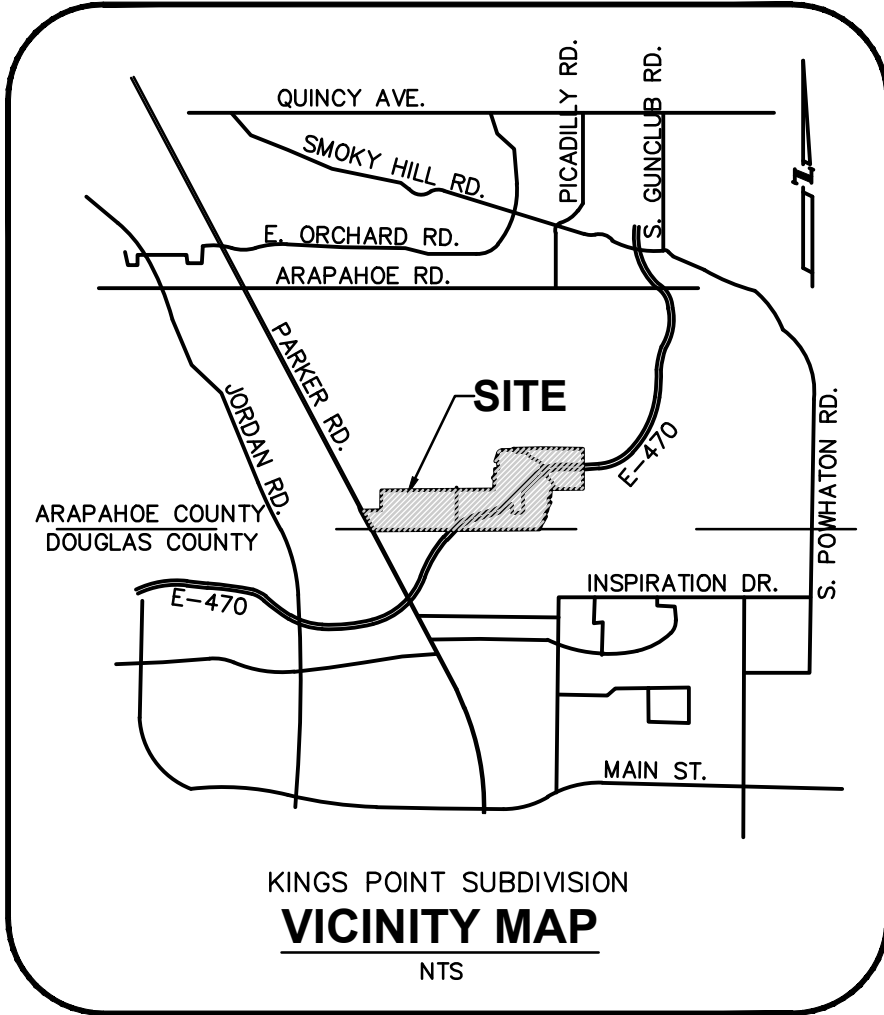 QUINCY AVE.
PICADILLY RD.
S. GUNCLUB RD.
SMOKY HILL RD.
N
E. ORCHARD RD.
ARAPAHOE RD.
PARKER RD.
SITE
JORDAN RD.
E-470
S. POWHATON RD.
ARAPAHOE COUNTY
DOUGLAS COUNTY
E-470
INSPIRATION DR.
MAIN ST.
KINGS POINT SUBDIVISION
VICINITY MAP
NTS